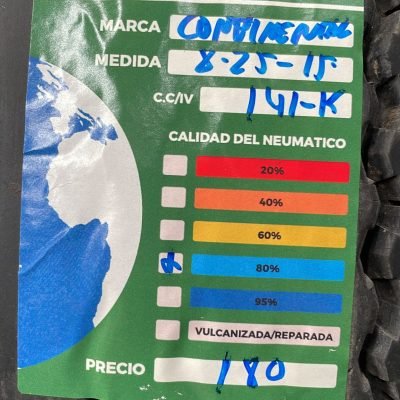 MARCA CONTINENTAL
MEDIDA 8-25-15
C.C/IV 141-K
CALIDAD DEL NEUMATICO
20%
40%
60%
80%
95%
VULCANIZADA/REPARADA
PRECIO 180